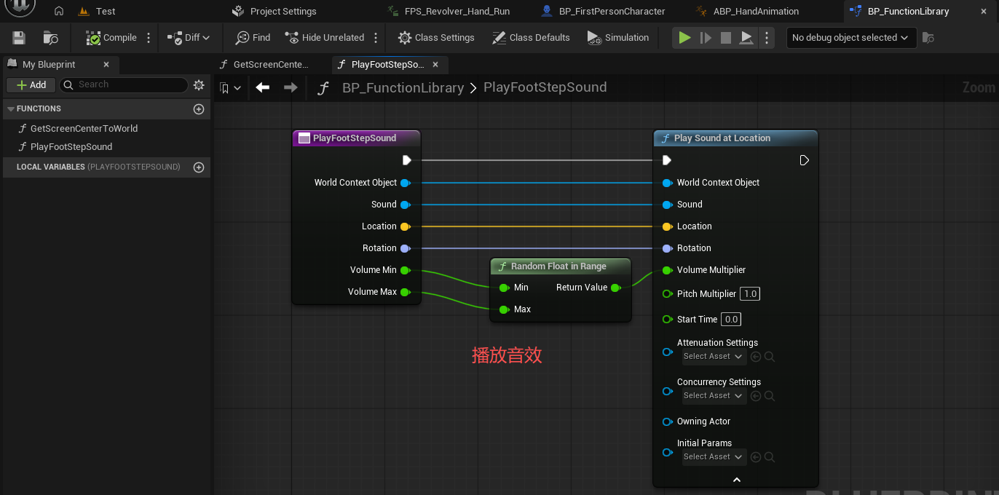 Test
Project Settings
FPS_Revolver_Hand_Run
BP_FirstPersonCharacter
ABP_HandAnimation
BP_FunctionLibrary
Compile
Diff
Find
Hide Unrelated
Class Settings
Class Defaults
Simulation
No debug object selected
My Blueprint
GetScreenCente...
PlayFootStepSo...
Add
Search
BP_FunctionLibrary
PlayFootStepSound
Zoom
FUNCTIONS
GetScreenCenterToWorld
PlayFootStepSound
LOCAL VARIABLES (PLAYFOOTSTEPSOUND)
PlayFootStepSound
World Context Object
Sound
Location
Rotation
Volume Min
Volume Max
Random Float in Range
Min
Return Value
Max
播放音效
Play Sound at Location
World Context Object
Sound
Location
Rotation
Volume Multiplier
Pitch Multiplier 1.0
Start Time 0.0
Attenuation Settings
Select Asset
Concurrency Settings
Select Asset
Owning Actor
Initial Params
Select Asset